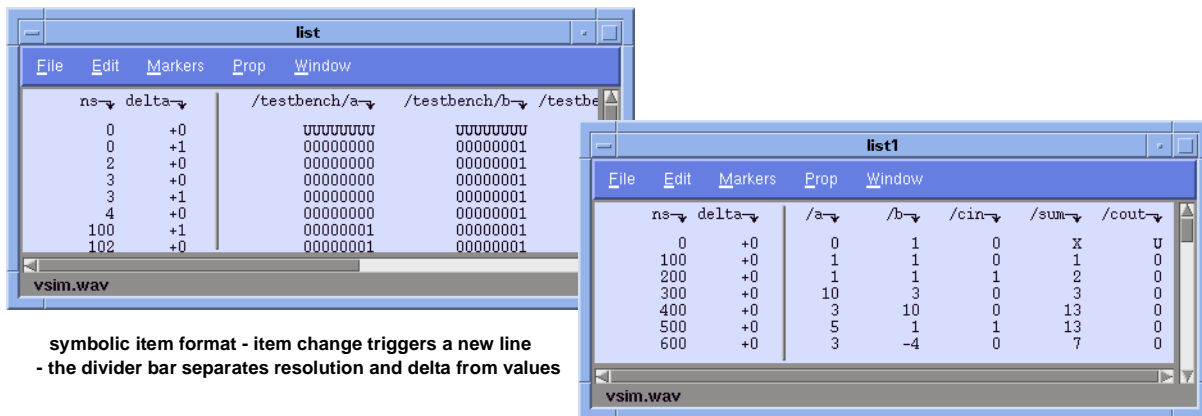 list
File Edit Markers Prop Window
ns delta /testbench/a /testbench/b /testbe
0 +0 UUUUUUUU UUUUUUUU
0 +1 00000000 00000001
2 +0 00000000 00000001
3 +0 00000000 00000001
3 +1 00000000 00000001
4 +0 00000000 00000001
100 +1 00000001 00000001
102 +0 00000001 00000001
vsim.wav
symbolic item format - item change triggers a new line
- the divider bar separates resolution and delta from values
list1
File Edit Markers Prop Window
ns delta /a /b /cin /sum /cout
0 +0 0 1 0 X U
100 +0 1 1 0 1 0
200 +0 1 1 1 2 0
300 +0 10 3 0 3 0
400 +0 3 10 0 13 0
500 +0 5 1 1 13 0
600 +0 3 -4 0 7 0
vsim.wav